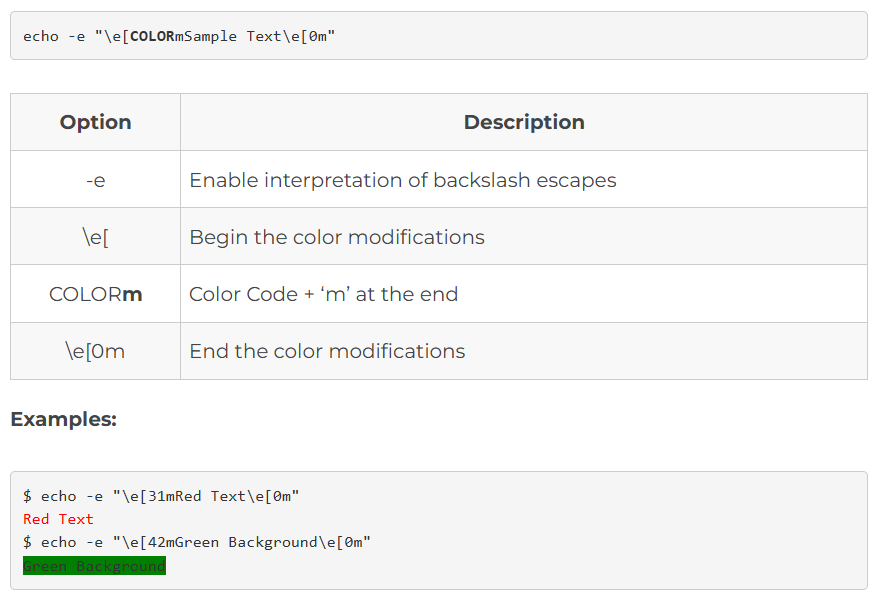 echo -e "\e[COLORmSample Text\e[0m"
Option Description
-e Enable interpretation of backslash escapes
\e[ Begin the color modifications
COLORm Color Code + ‘m’ at the end
\e[0m End the color modifications
Examples:
$ echo -e "\e[31mRed Text\e[0m"
Red Text
$ echo -e "\e[42mGreen Background\e[0m"
Green Background